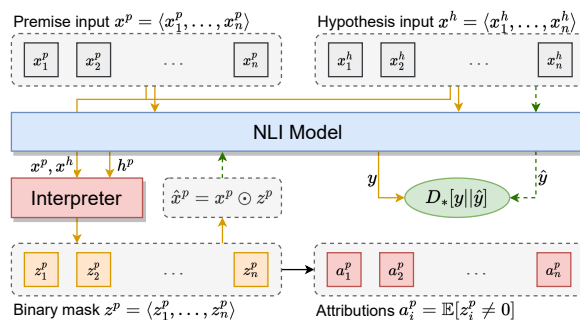 Premise input x^p = ⟨x_1^p, …, x_n^p⟩
Hypothesis input x^h = ⟨x_1^h, …, x_n^h⟩
x_1^p x_2^p … x_n^p
x_1^h x_2^h … x_n^h
NLI Model
x^p, x^h
h^p
y
ŷ
Interpreter
x̂^p = x^p ⊙ z^p
D_*[y||ŷ]
z_1^p z_2^p … z_n^p
a_1^p a_2^p … a_n^p
Binary mask z^p = ⟨z_1^p, …, z_n^p⟩
Attributions a_i^p = 𝔼[z_i^p ≠ 0]